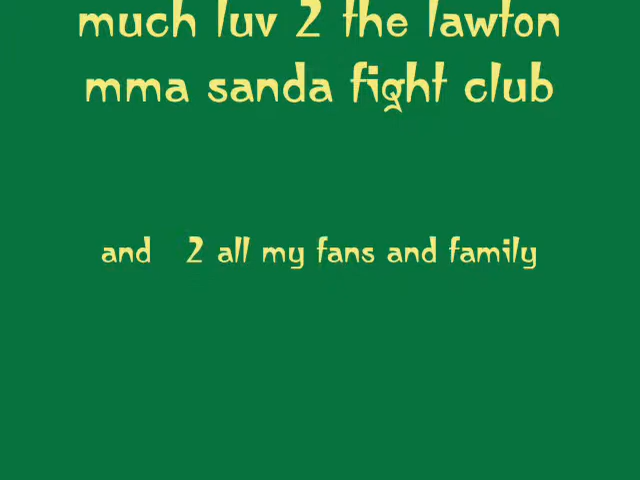 much luv 2 the lawton
mma sanda fight club
and 2 all my fans and family